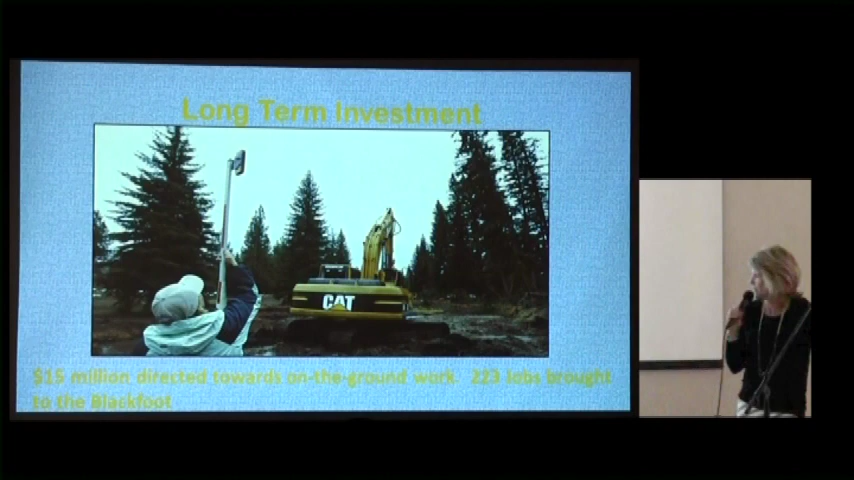 Long Term Investment
CAT
$15 million directed towards on-the-ground work. 223 jobs brought
to the Blackfoot